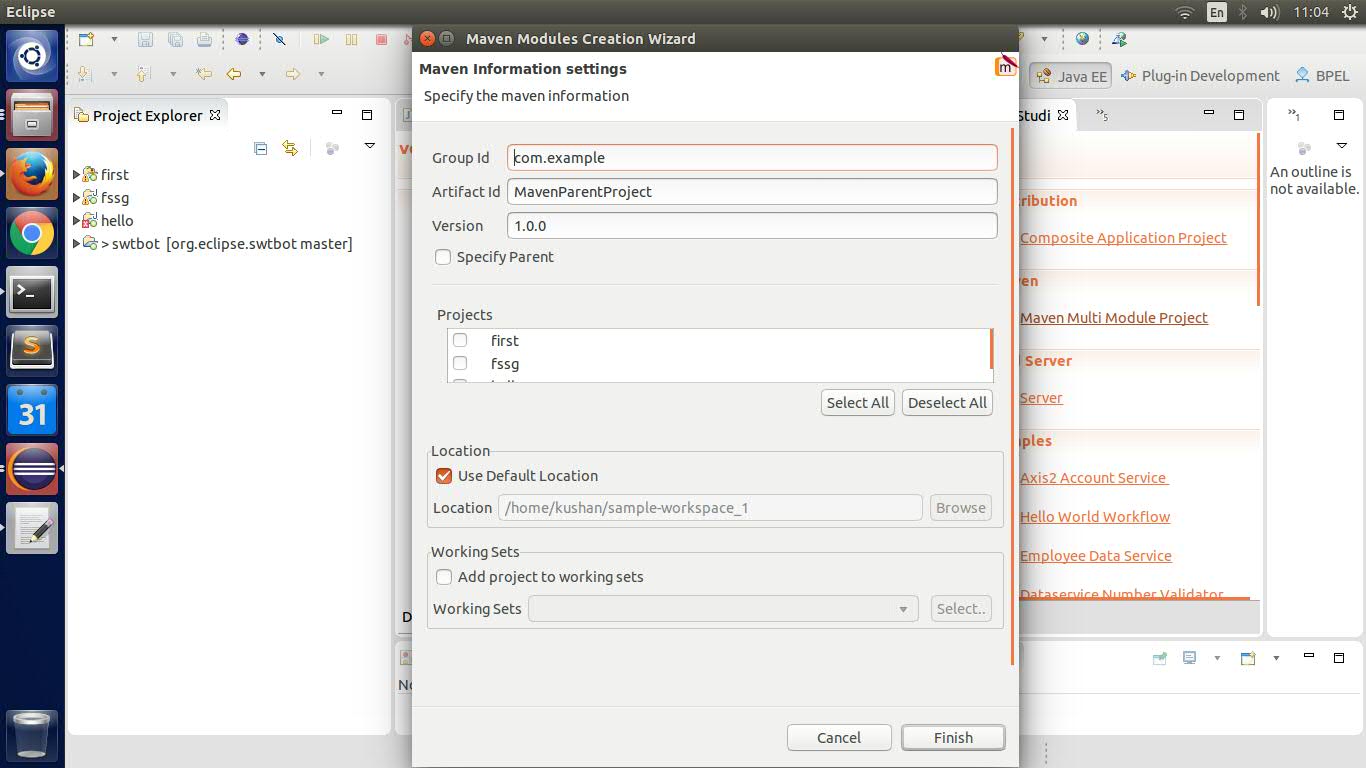 Eclipse
En
11:04
Maven Modules Creation Wizard
Java EE
Plug-in Development
BPEL
Maven Information settings
Specify the maven information
Project Explorer
Studi
»5
»1
first
fssg
hello
> swtbot [org.eclipse.swtbot master]
Group Id
com.example
Artifact Id
MavenParentProject
Version
1.0.0
Specify Parent
Projects
first
fssg
Select All
Deselect All
Location
Use Default Location
Location
/home/kushan/sample-workspace_1
Browse
Working Sets
Add project to working sets
Working Sets
Select..
Cancel
Finish
An outline is
not available.
tribution
Composite Application Project
en
Maven Multi Module Project
Server
Server
ples
Axis2 Account Service
Hello World Workflow
Employee Data Service
Dataservice Number Validator
31
S
m
D